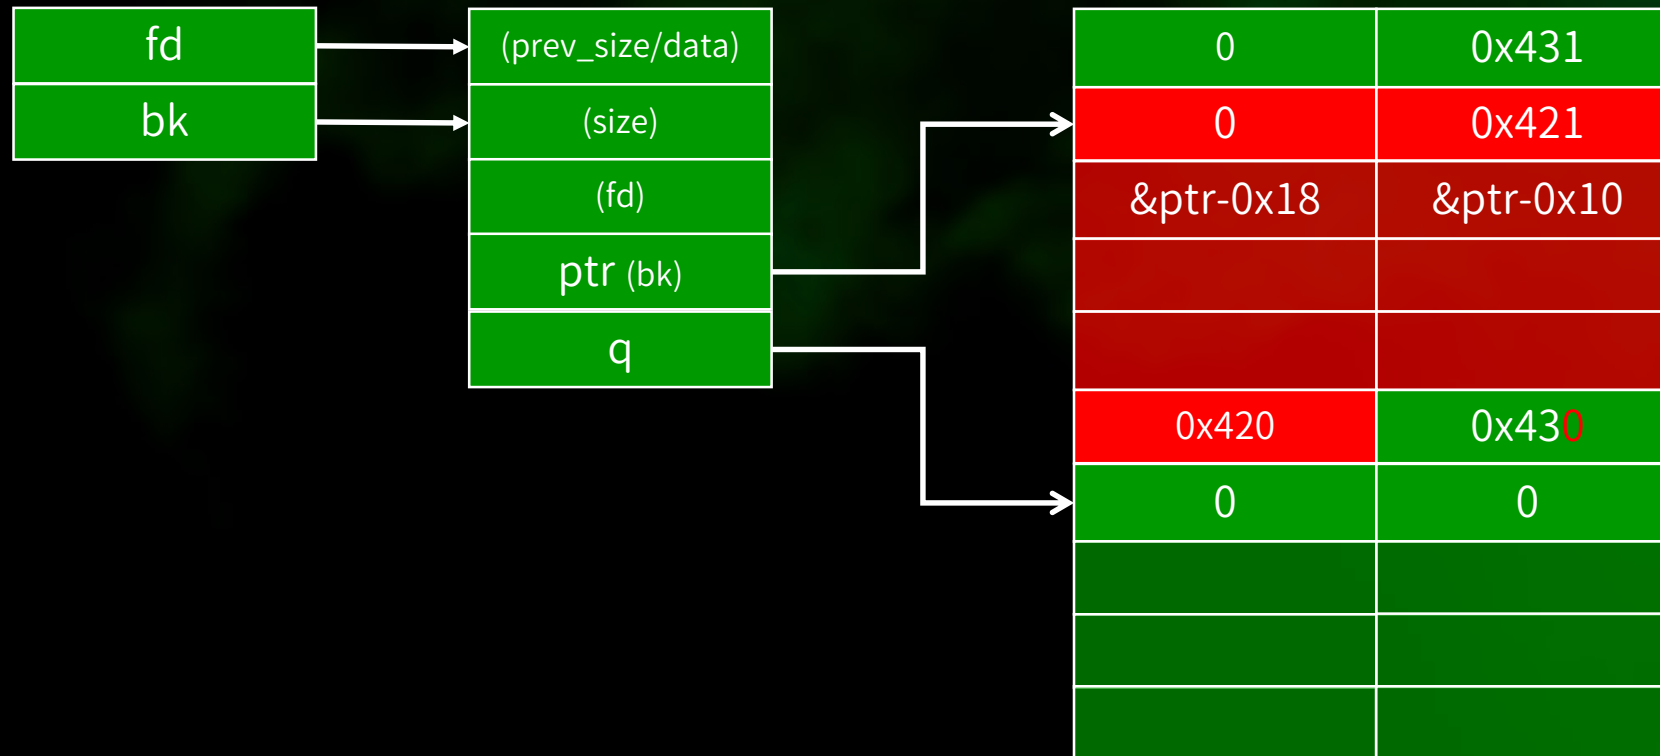 fd
bk
(prev_size/data)
(size)
(fd)
ptr (bk)
q
0 0x431
0 0x421
&ptr-0x18 &ptr-0x10
0x420 0x430
0 0